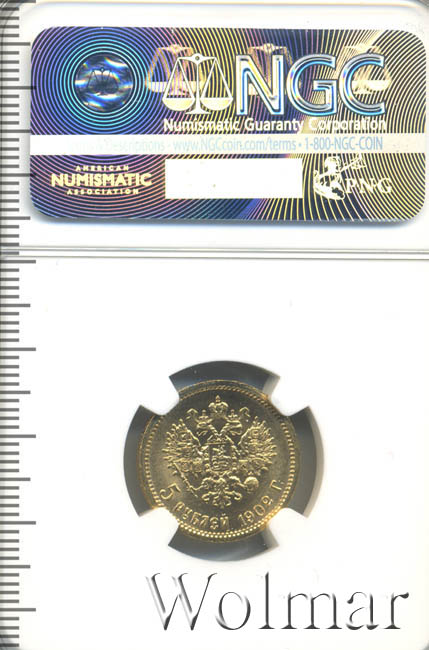 NGC
Numismatic Guaranty Corporation
Descriptions · www.NGCcoin.com/terms · 1-800-NGC-COIN
AMERICAN
NUMISMATIC
ASSOCIATION
PNG
5 РУБЛЕЙ 1902 Г.
Wolmar